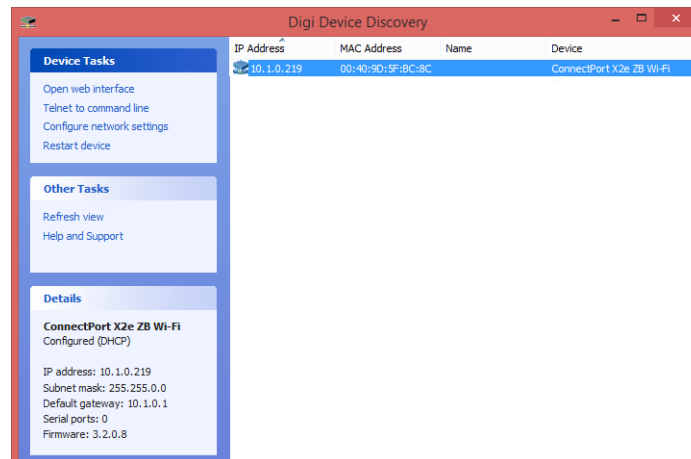 Digi Device Discovery
Device Tasks
Open web interface
Telnet to command line
Configure network settings
Restart device
Other Tasks
Refresh view
Help and Support
Details
ConnectPort X2e ZB Wi-Fi
Configured (DHCP)
IP address: 10.1.0.219
Subnet mask: 255.255.0.0
Default gateway: 10.1.0.1
Serial ports: 0
Firmware: 3.2.0.8
IP Address MAC Address Name Device
10.1.0.219 00:40:9D:5F:BC:8C ConnectPort X2e ZB Wi-Fi